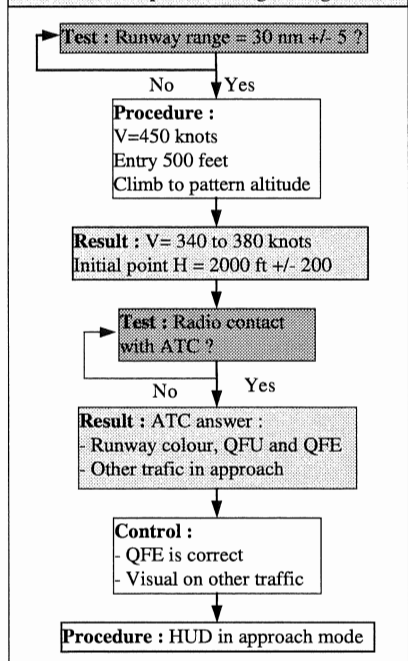 Test : Runway range = 30 nm +/- 5 ?
No
Yes
Procedure :
V=450 knots
Entry 500 feet
Climb to pattern altitude
Result : V= 340 to 380 knots
Initial point H = 2000 ft +/- 200
Test : Radio contact
with ATC ?
No
Yes
Result : ATC answer :
- Runway colour, QFU and QFE
- Other trafic in approach
Control :
- QFE is correct
- Visual on other traffic
Procedure : HUD in approach mode